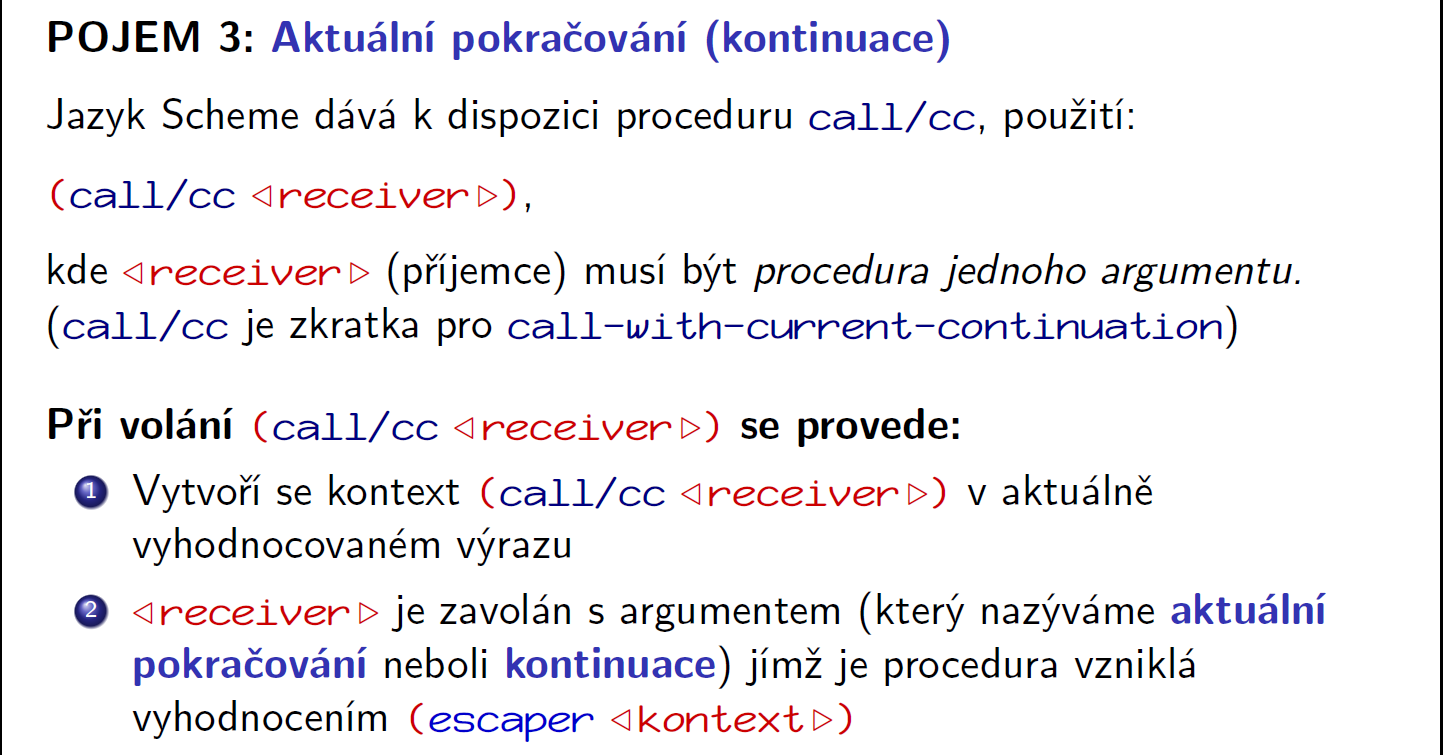 POJEM 3: Aktuální pokračování (kontinuace)
Jazyk Scheme dává k dispozici proceduru call/cc, použití:
(call/cc ◁receiver▷),
kde ◁receiver▷ (příjemce) musí být procedura jednoho argumentu.
(call/cc je zkratka pro call-with-current-continuation)
Při volání (call/cc ◁receiver▷) se provede:
1 Vytvoří se kontext (call/cc ◁receiver▷) v aktuálně
vyhodnocovaném výrazu
2 ◁receiver▷ je zavolán s argumentem (který nazýváme aktuální
pokračování neboli kontinuace) jímž je procedura vzniklá
vyhodnocením (escaper ◁kontext▷)